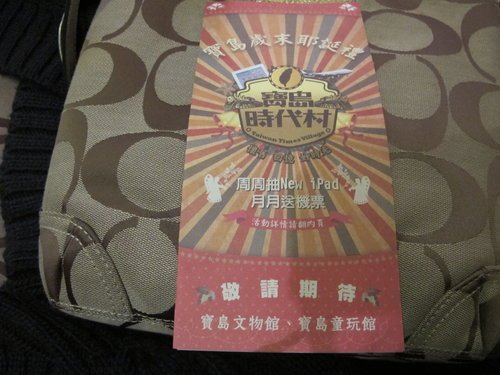 寶島歲末耶誕禮
寶島
時代村
Taiwan Times Village
周周抽New iPad
月月送機票
活動詳情請翻內頁
敬請期待
寶島文物館、寶島童玩館